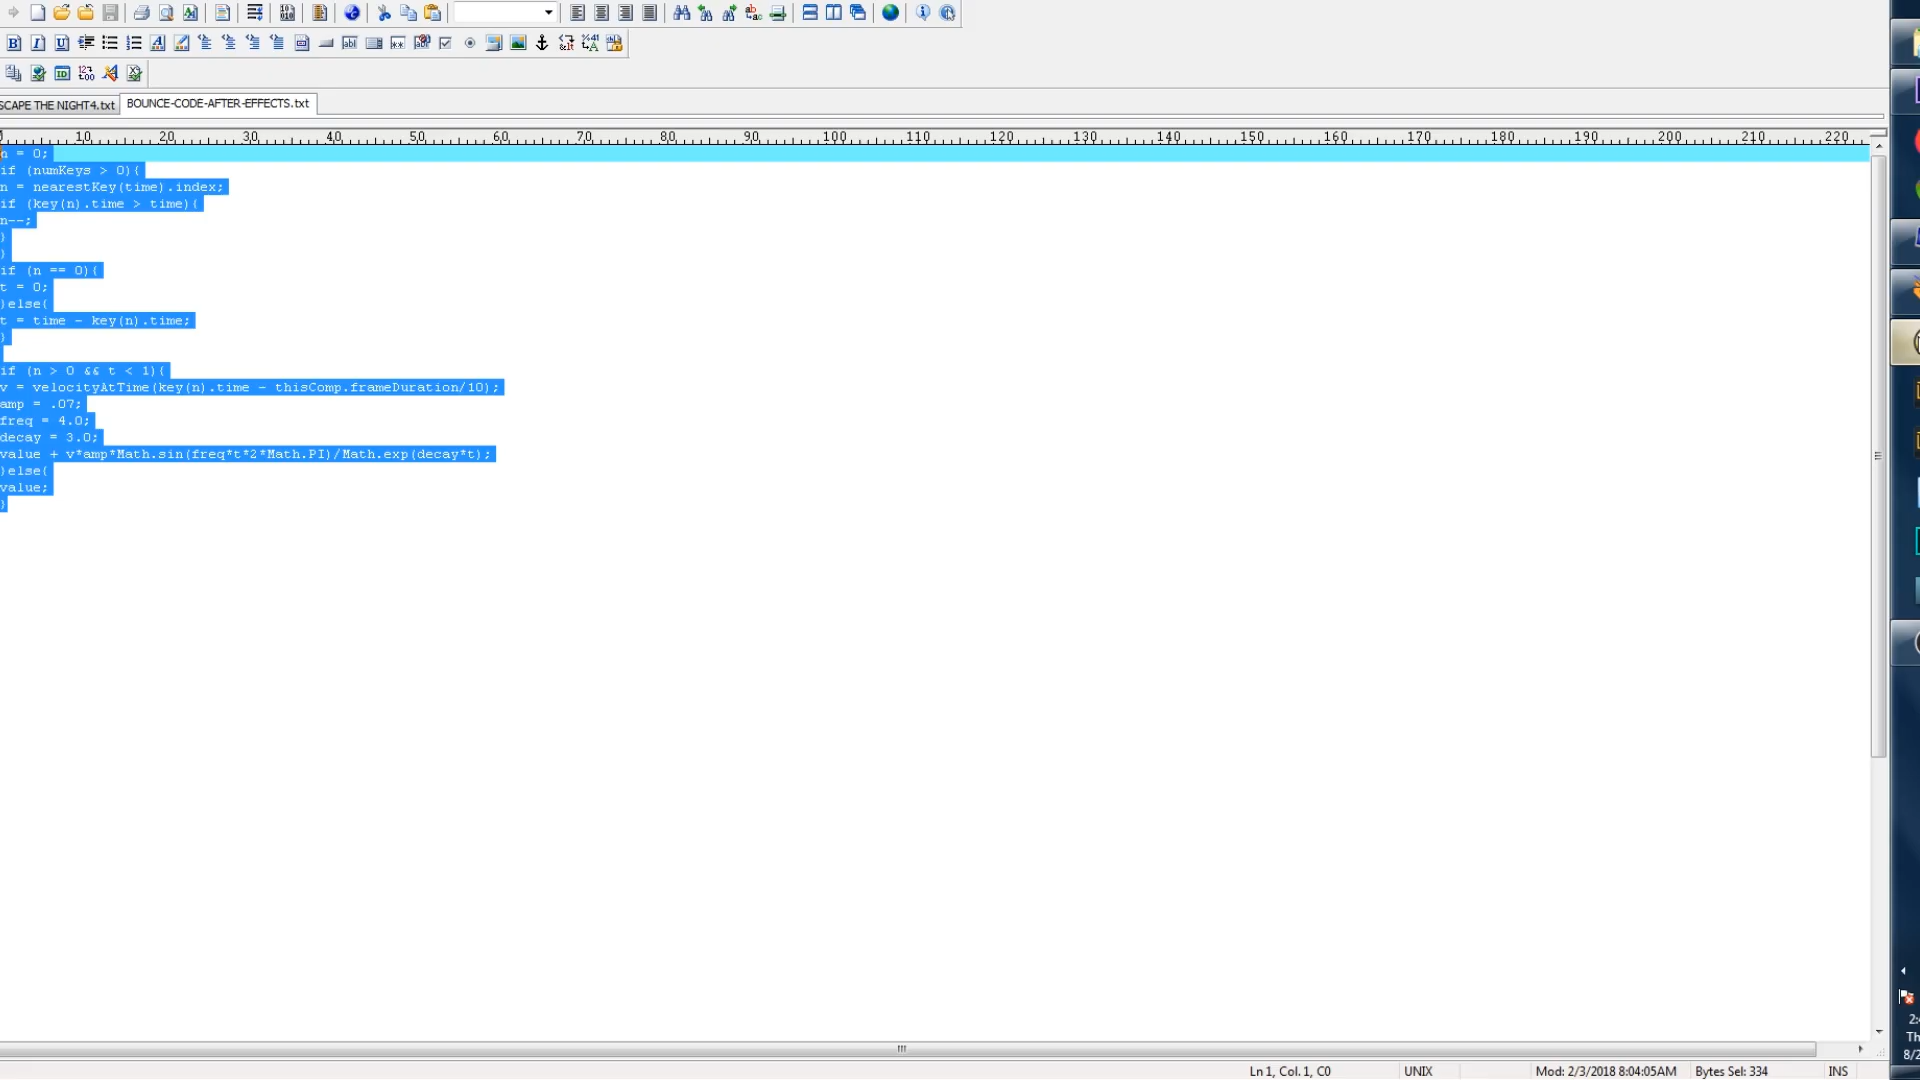 SCAPE THE NIGHT4.txt
BOUNCE-CODE-AFTER-EFFECTS.txt
10 20 30 40 50 60 70 80 90 100 110 120 130 140 150 160 170 180 190 200 210 220
n = 0;
if (numKeys > 0){
n = nearestKey(time).index;
if (key(n).time > time){
n--;
}
}
if (n == 0){
t = 0;
}else{
t = time - key(n).time;
}
if (n > 0 && t < 1){
v = velocityAtTime(key(n).time - thisComp.frameDuration/10);
amp = .07;
freq = 4.0;
decay = 3.0;
value + v*amp*Math.sin(freq*t*2*Math.PI)/Math.exp(decay*t);
}else{
value;
}
Ln 1, Col. 1, C0
UNIX
Mod: 2/3/2018 8:04:05AM
Bytes Sel: 334
INS
2:
Th
8/2